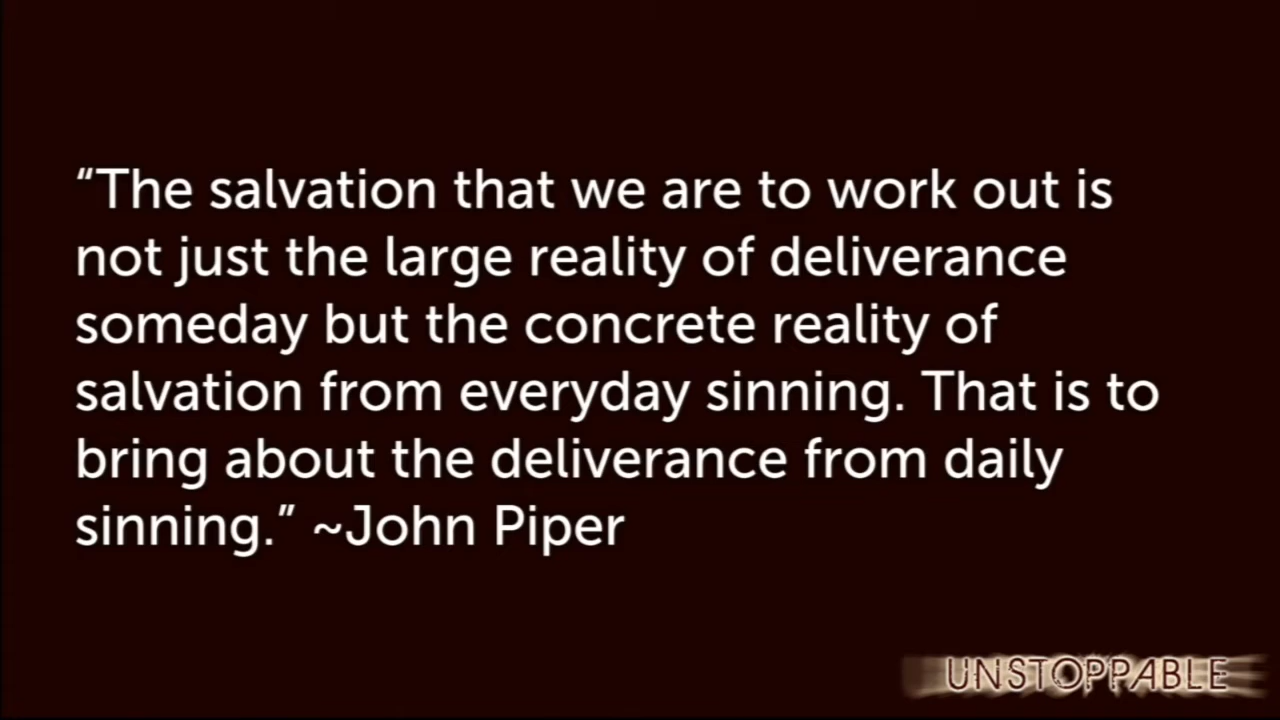 “The salvation that we are to work out is
not just the large reality of deliverance
someday but the concrete reality of
salvation from everyday sinning. That is to
bring about the deliverance from daily
sinning.” ~John Piper
UNSTOPPABLE